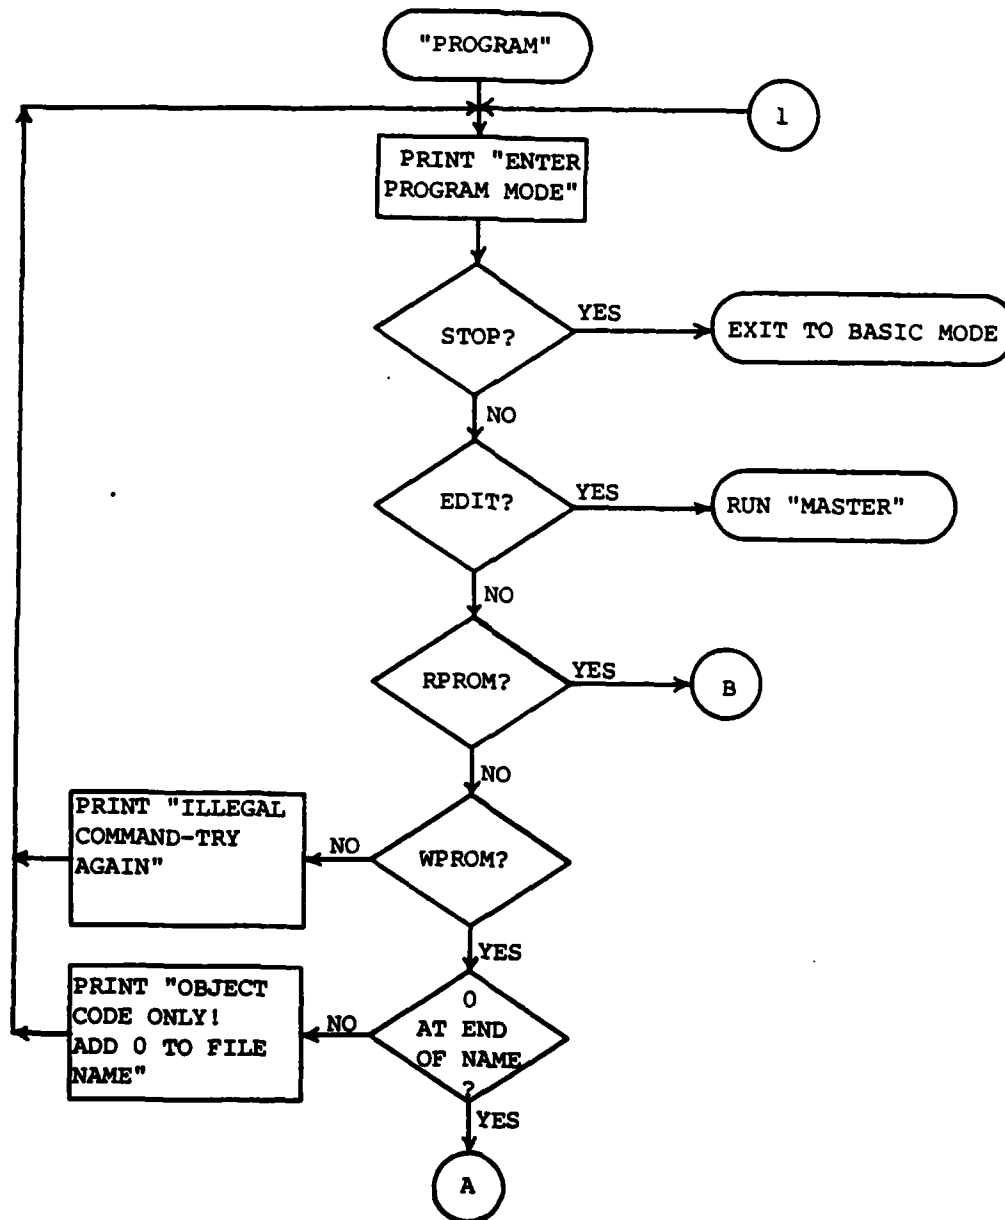 "PROGRAM"
1
PRINT "ENTER
PROGRAM MODE"
STOP?
YES
EXIT TO BASIC MODE
NO
EDIT?
YES
RUN "MASTER"
NO
RPROM?
YES
B
NO
PRINT "ILLEGAL
COMMAND-TRY
AGAIN"
NO
WPROM?
YES
PRINT "OBJECT
CODE ONLY!
ADD 0 TO FILE
NAME"
NO
0
AT END
OF NAME
?
YES
A